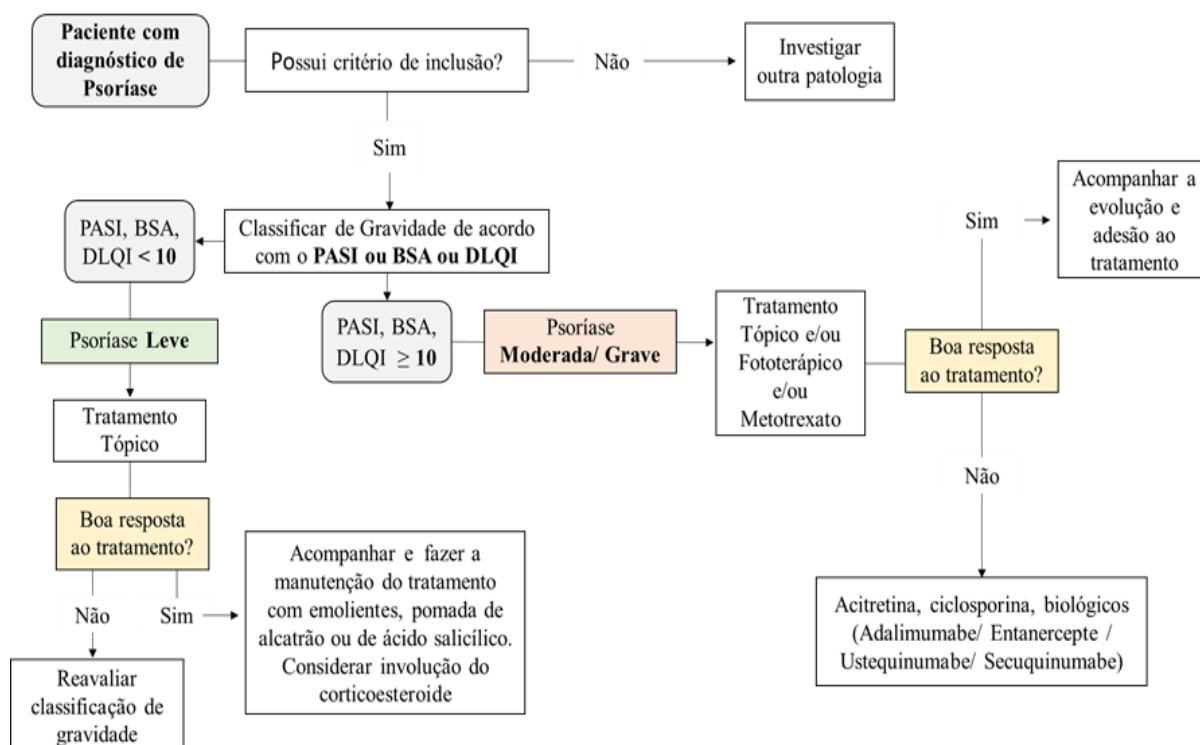 Paciente com
diagnóstico de
Psoríase
Possui critério de inclusão?
Não
Investigar
outra patologia
Sim
Classificar de Gravidade de acordo
com o PASI ou BSA ou DLQI
PASI, BSA,
DLQI < 10
Psoríase Leve
Tratamento
Tópico
Boa resposta
ao tratamento?
Não
Sim
Reavaliar
classificação de
gravidade
Acompanhar e fazer a
manutenção do tratamento
com emolientes, pomada de
alcatrão ou de ácido salicílico.
Considerar involução do
corticoesteroide
PASI, BSA,
DLQI ≥ 10
Psoríase
Moderada/ Grave
Tratamento
Tópico e/ou
Fototerápico
e/ou
Metotrexato
Boa resposta
ao tratamento?
Sim
Acompanhar a
evolução e
adesão ao
tratamento
Não
Acitretina, ciclosporina, biológicos
(Adalimumabe/ Entanercepte /
Ustequinumabe/ Secuquinumabe)